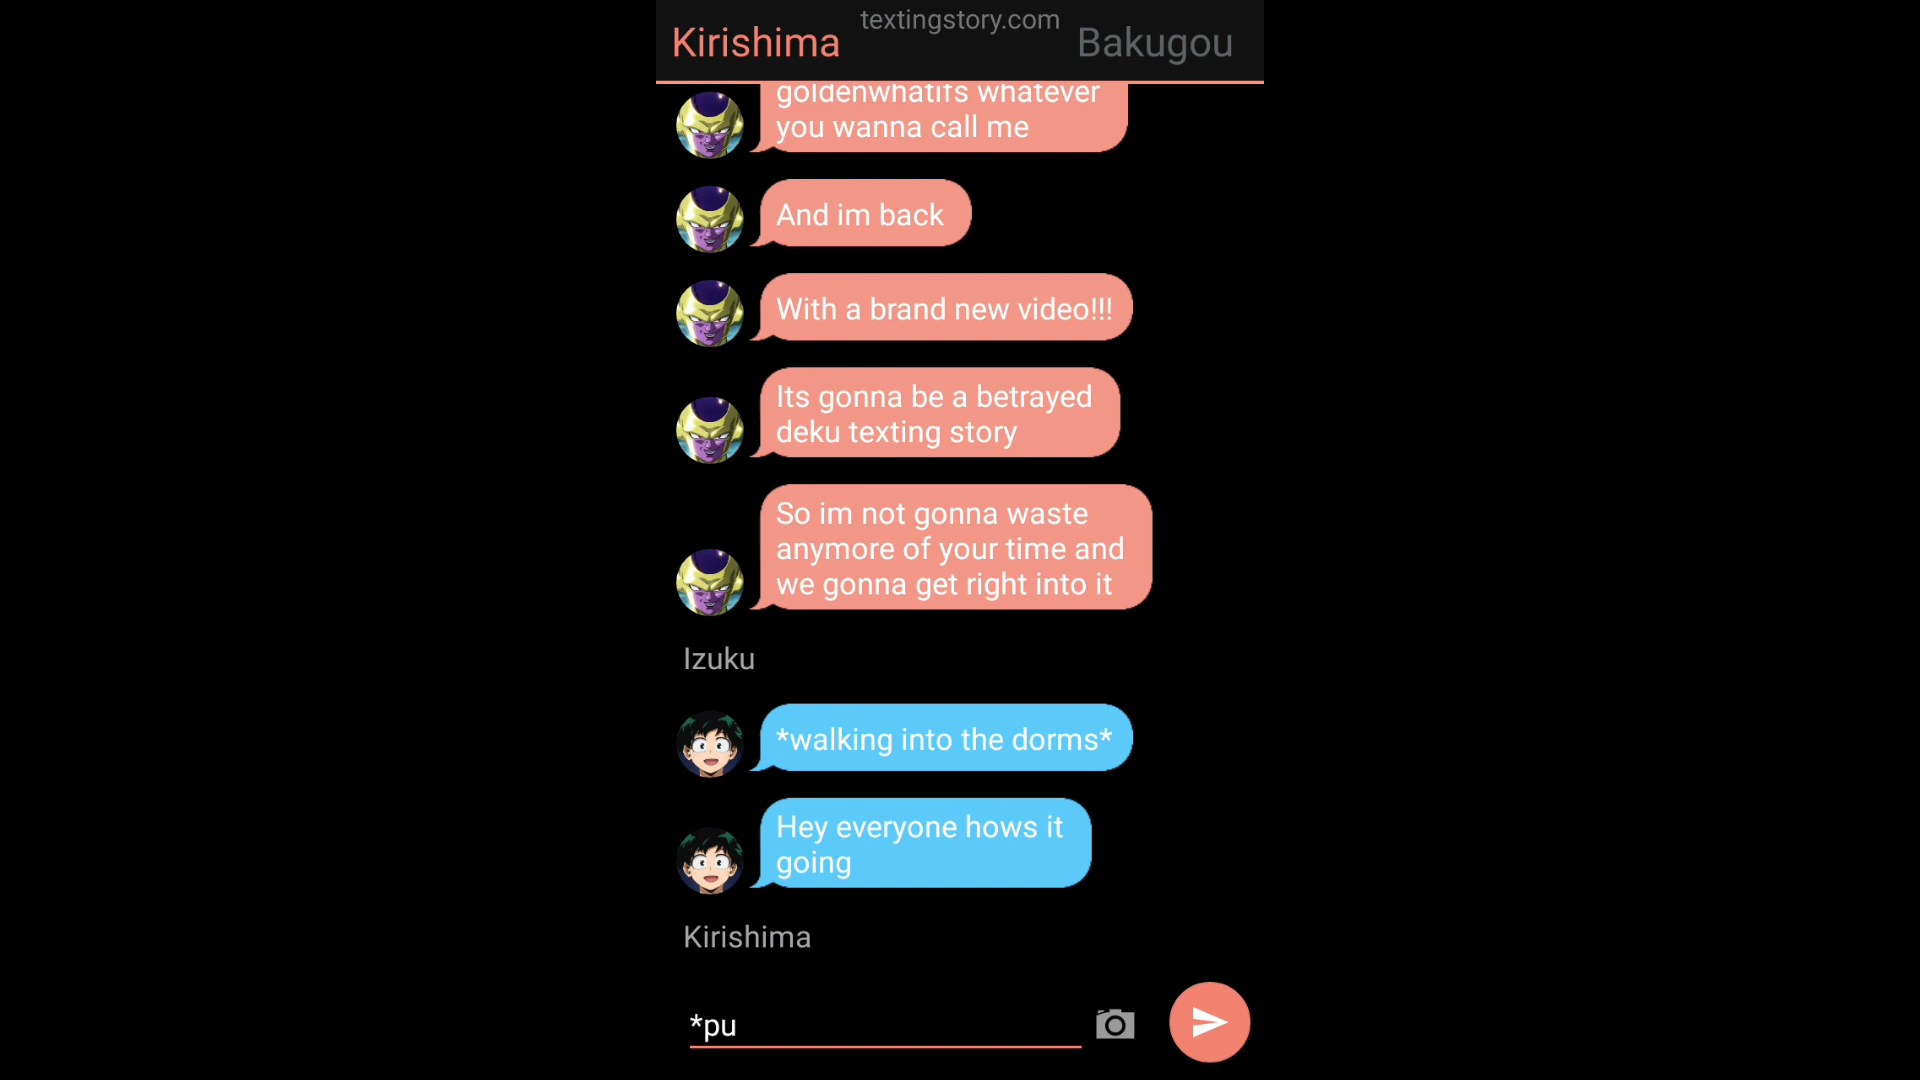 textingstory.com
Kirishima
Bakugou
goldenwhatifs whatever
you wanna call me
And im back
With a brand new video!!!
Its gonna be a betrayed
deku texting story
So im not gonna waste
anymore of your time and
we gonna get right into it
Izuku
*walking into the dorms*
Hey everyone hows it
going
Kirishima
*pu